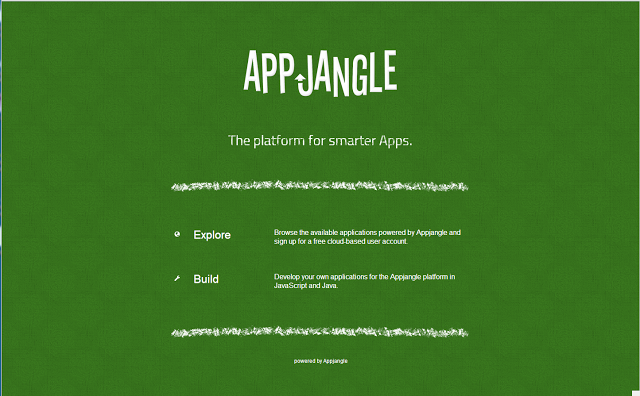 APPJANGLE
The platform for smarter Apps.
Explore
Browse the available applications powered by Appjangle and
sign up for a free cloud-based user account.
Build
Develop your own applications for the Appjangle platform in
JavaScript and Java.
powered by Appjangle